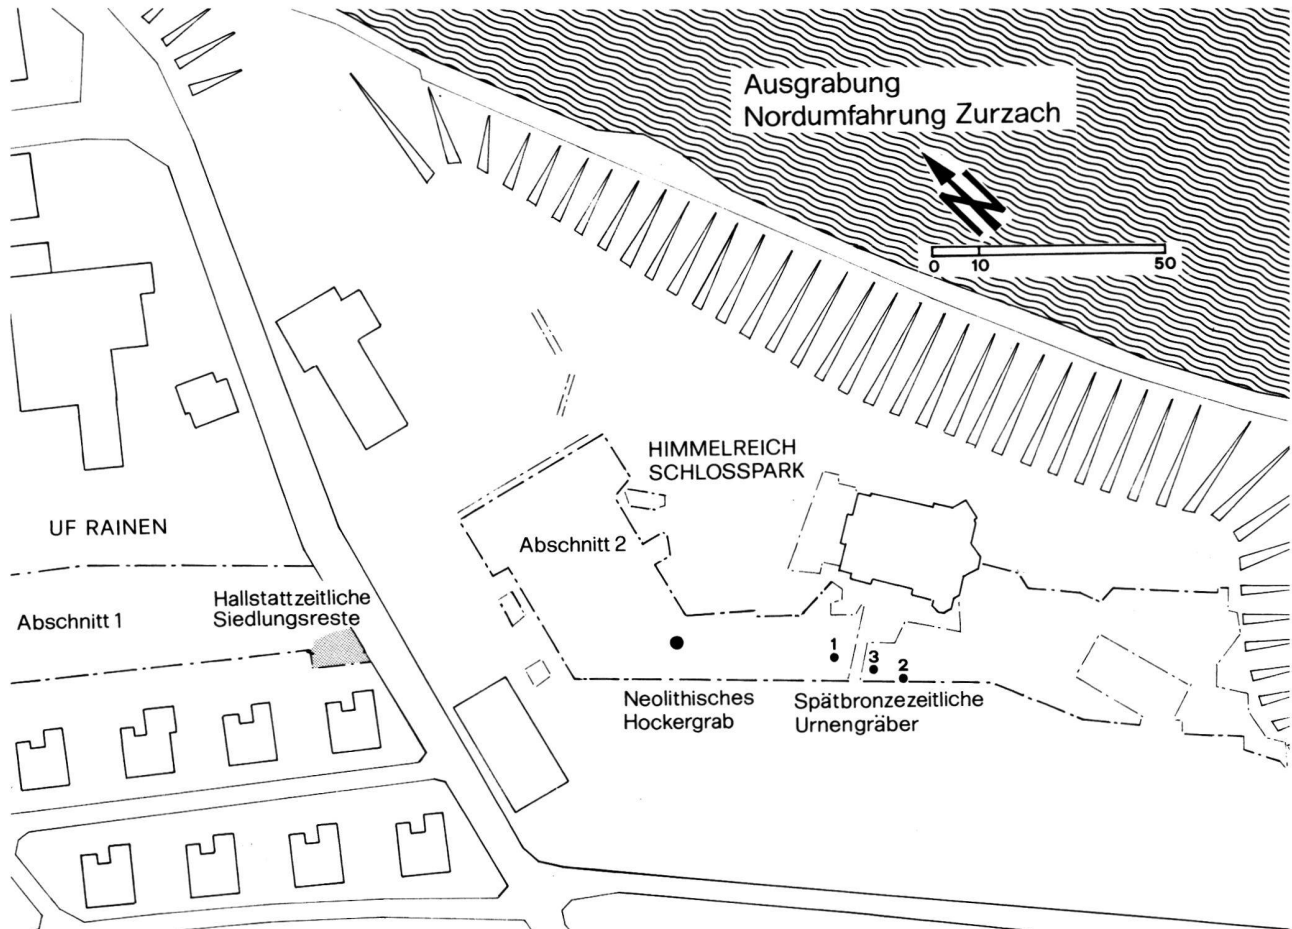 Ausgrabung
Nordumfahrung Zurzach
N
0 10 50
HIMMELREICH
SCHLOSSPARK
UF RAINEN
Abschnitt 2
Hallstattzeitliche
Siedlungsreste
Abschnitt 1
1
3
2
Neolithisches
Hockergrab
Spätbronzezeitliche
Urnengräber